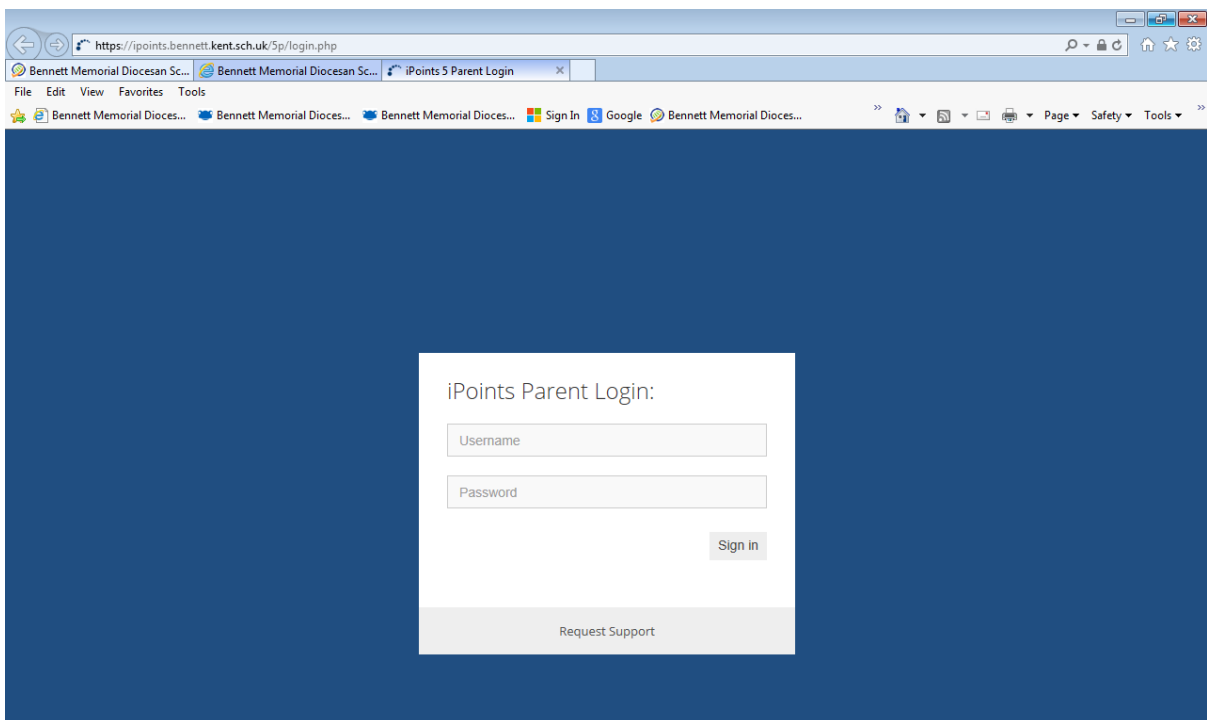 https://ipoints.bennett.kent.sch.uk/5p/login.php
Bennett Memorial Diocesan Sc... Bennett Memorial Diocesan Sc... iPoints 5 Parent Login
File Edit View Favorites Tools
Bennett Memorial Dioces... Bennett Memorial Dioces... Bennett Memorial Dioces... Sign In Google Bennett Memorial Dioces... Page Safety Tools
iPoints Parent Login:
Username
Password
Sign in
Request Support